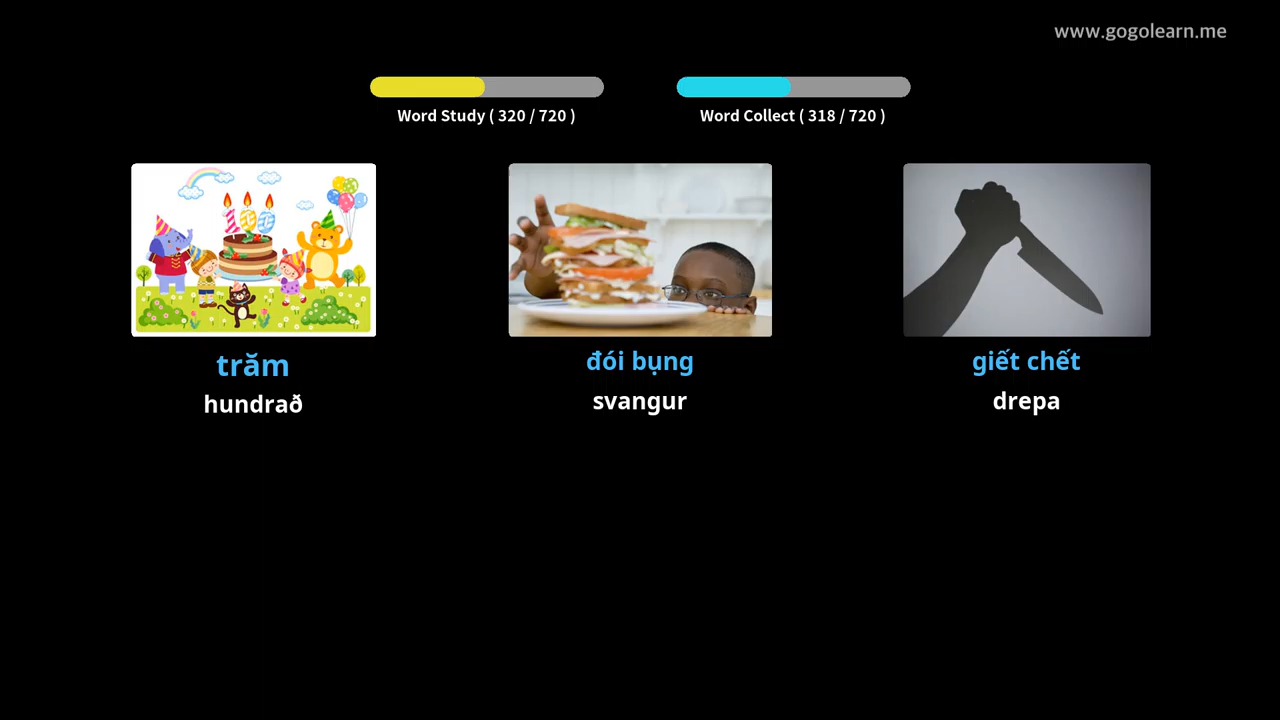 www.gogolearn.me
Word Study ( 320 / 720 )
Word Collect ( 318 / 720 )
100
trăm
hundrað
đói bụng
svangur
giết chết
drepa